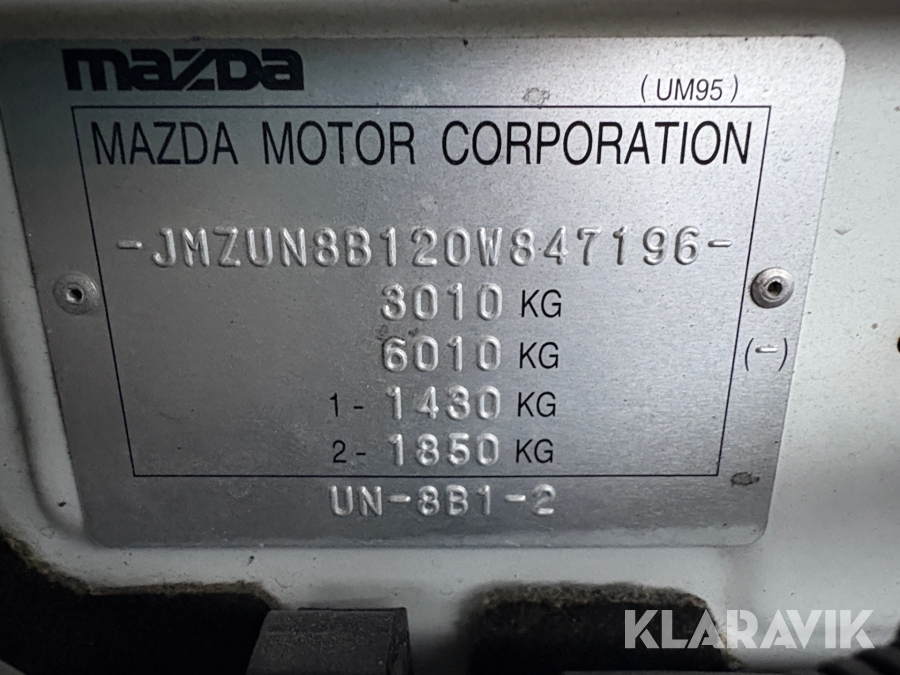 mazda
(UM95)
MAZDA MOTOR CORPORATION
-JMZUN8B120W847196-
3010 KG
6010 KG (-)
1- 1430 KG
2- 1850 KG
UN-8B1-2
KLARAVIK